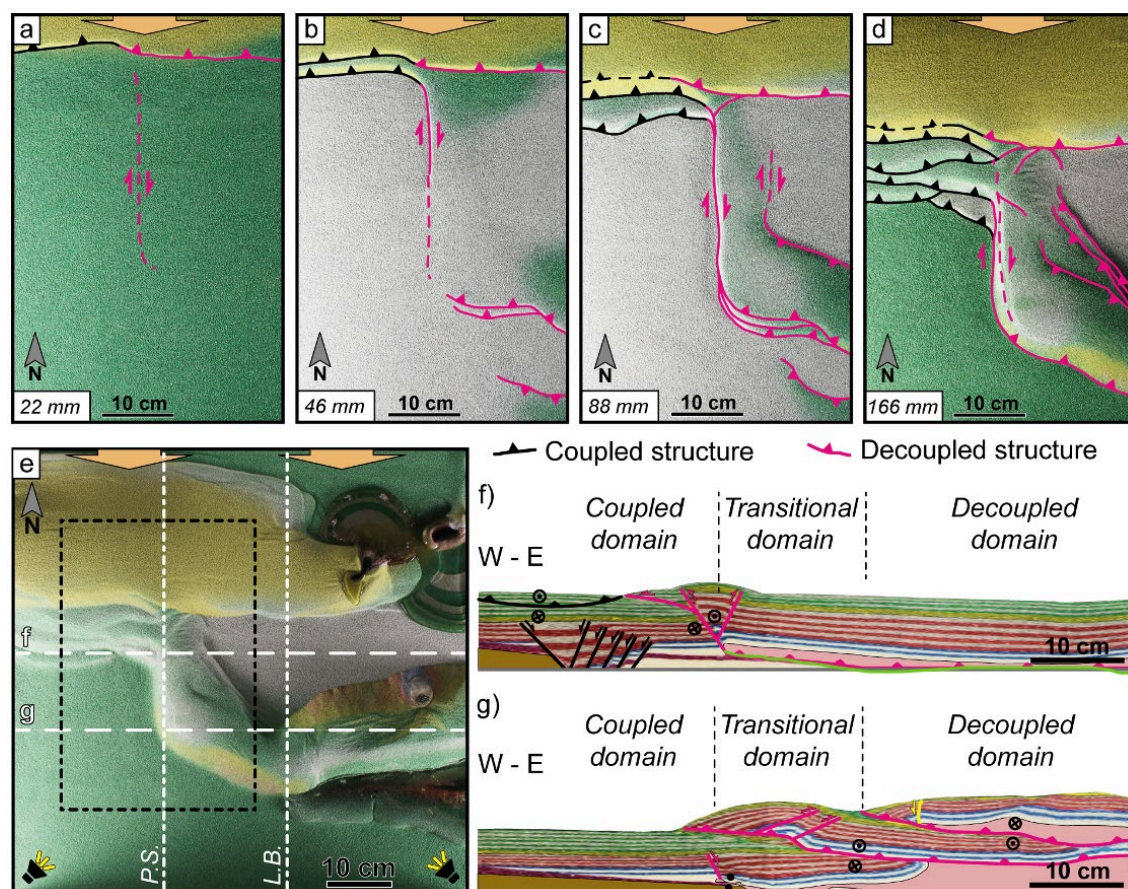 a
b
c
d
N
N
N
N
22 mm
10 cm
46 mm
10 cm
88 mm
10 cm
166 mm
10 cm
Coupled structure
Decoupled structure
e
N
f
g
P.S.
L.B.
10 cm
f)
Coupled domain
Transitional domain
Decoupled domain
W - E
10 cm
g)
Coupled domain
Transitional domain
Decoupled domain
W - E
10 cm